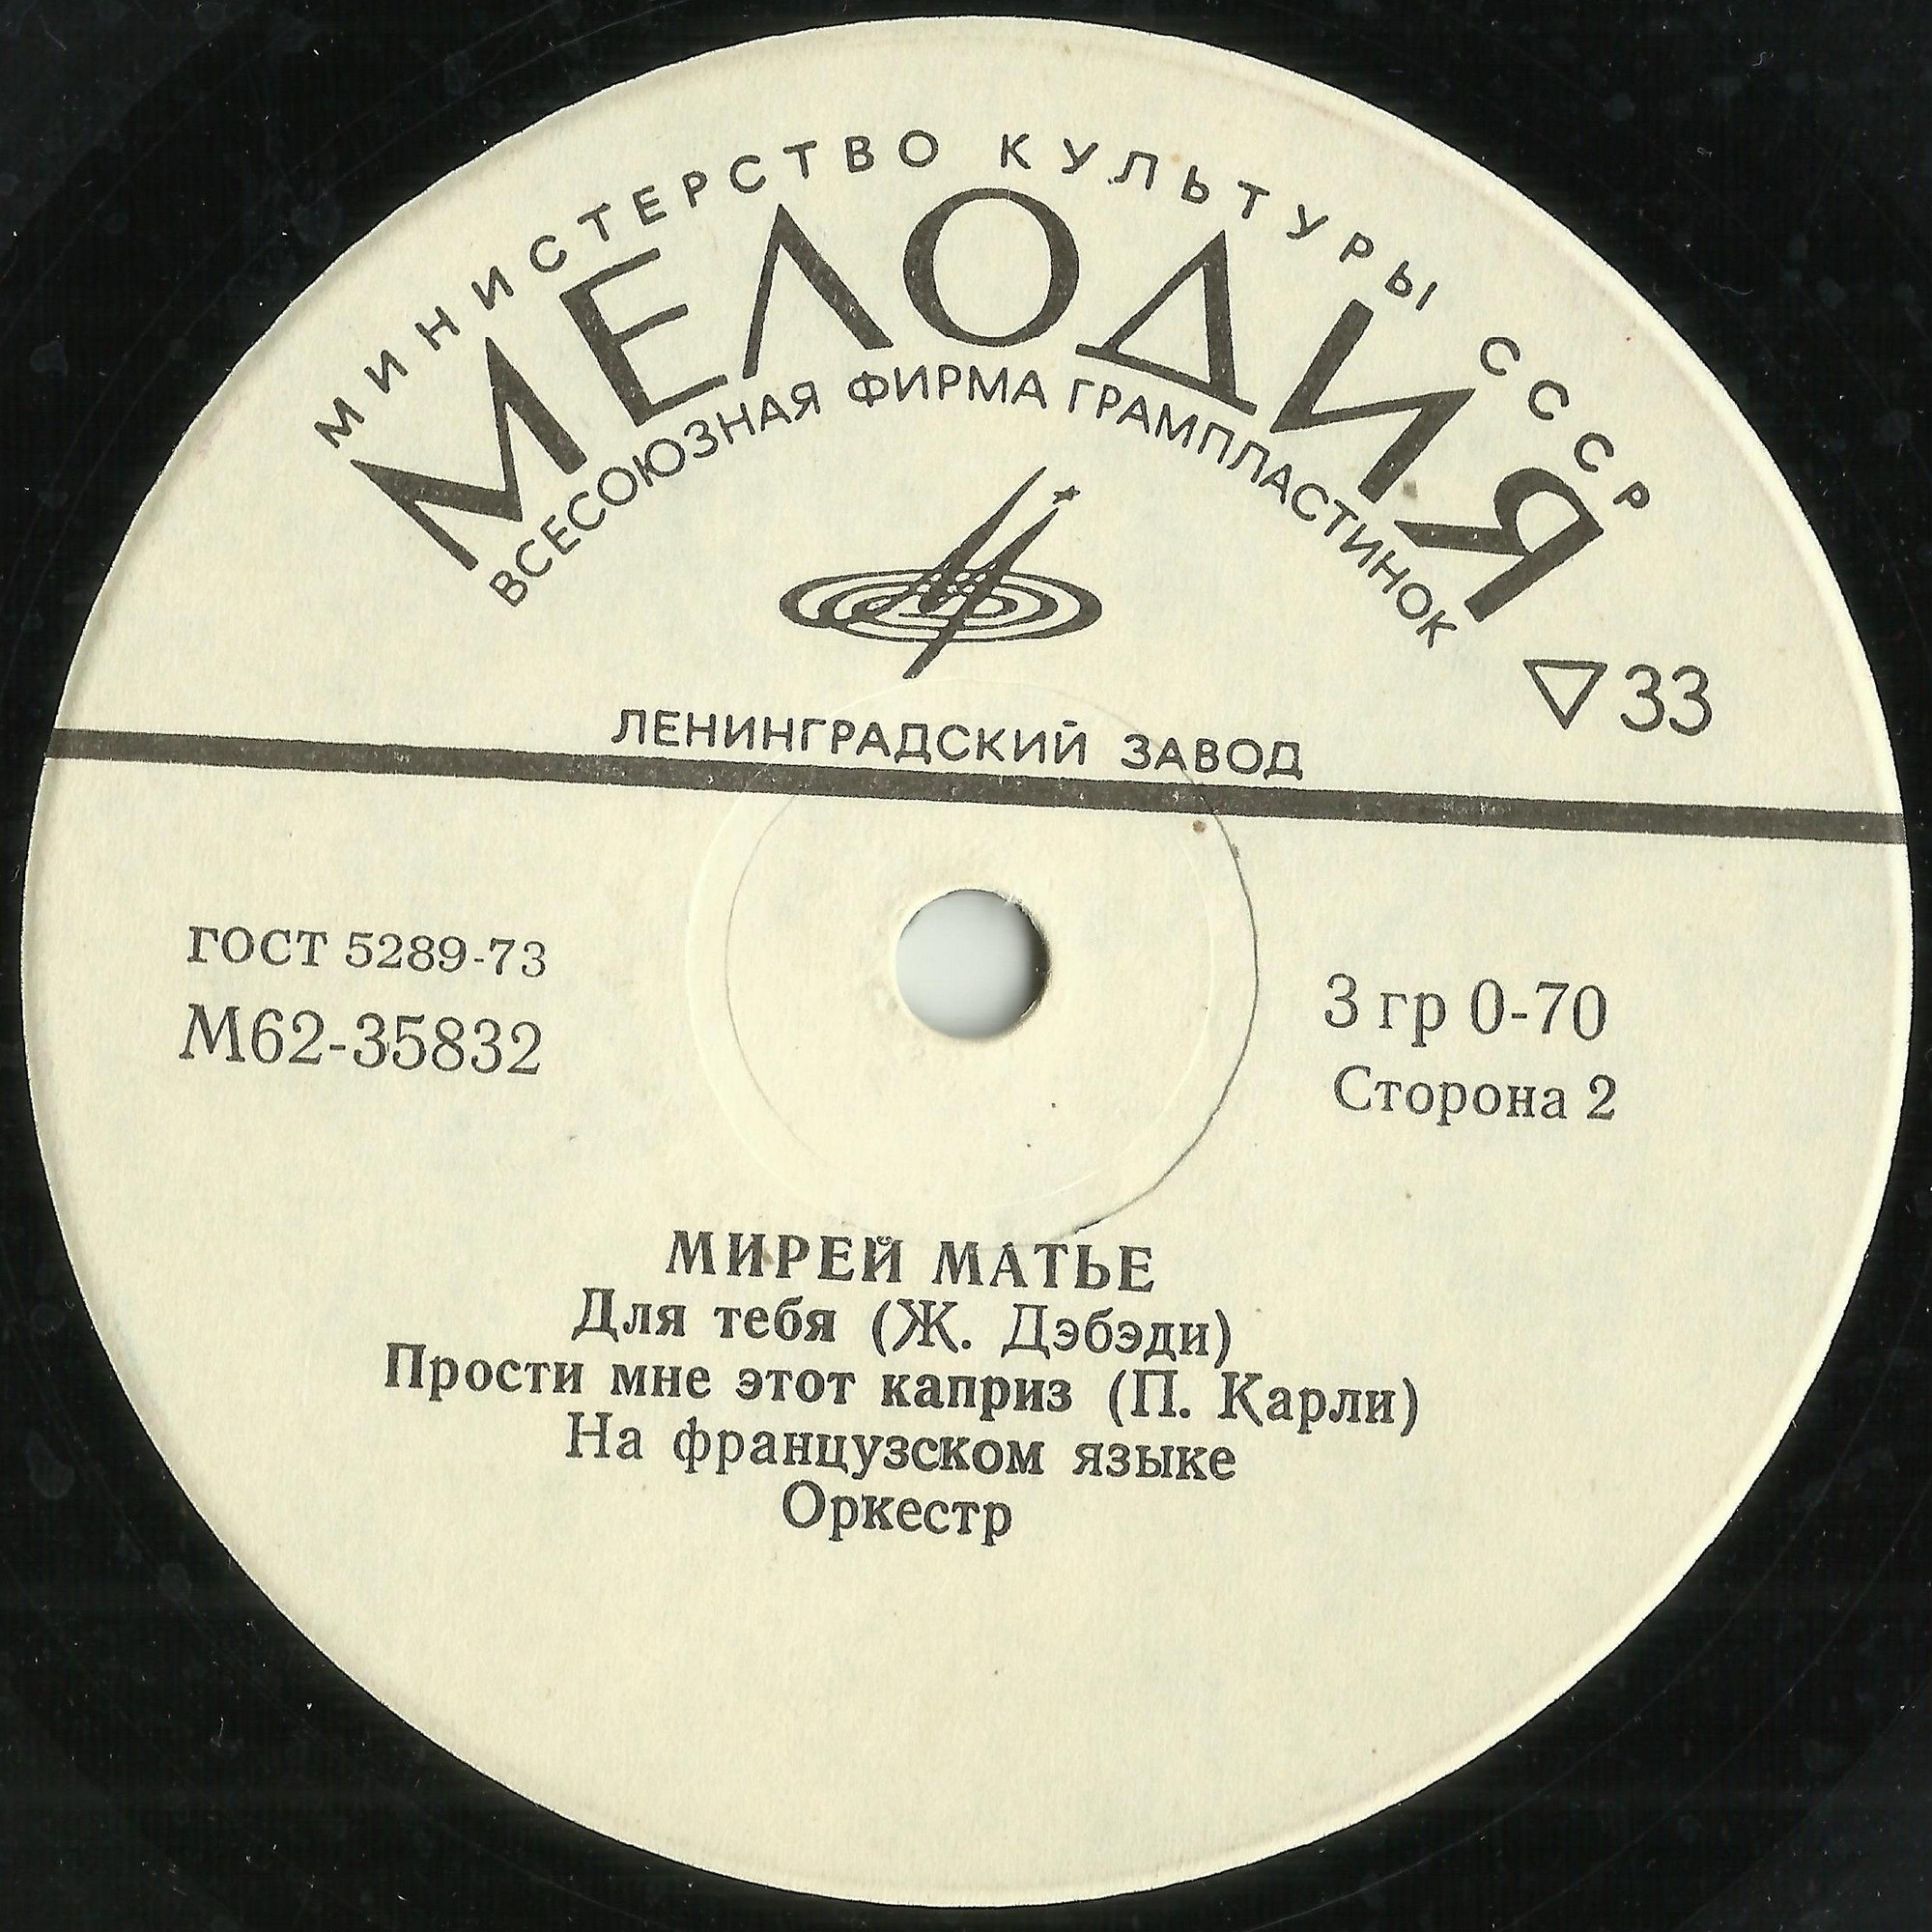 МИНИСТЕРСТВО КУЛЬТУРЫ СССР
МЕЛОДИЯ
ВСЕСОЮЗНАЯ ФИРМА ГРАМПЛАСТИНОК
▽33
ЛЕНИНГРАДСКИЙ ЗАВОД
ГОСТ 5289-73
М62-35832
3 гр 0-70
Сторона 2
МИРЕЙ МАТЬЕ
Для тебя (Ж. Дэбэди)
Прости мне этот каприз (П. Карли)
На французском языке
Оркестр